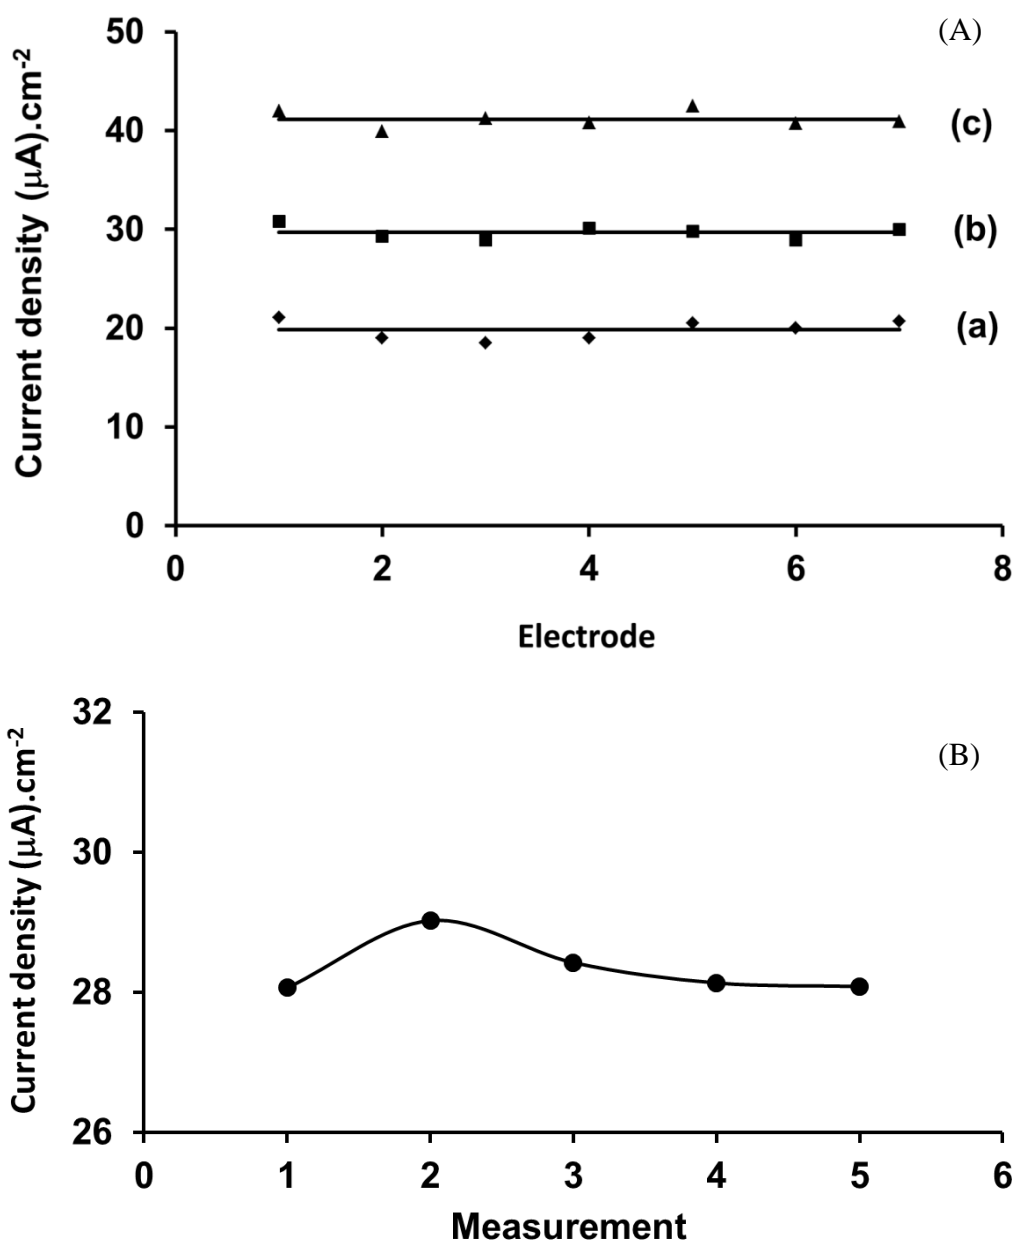 (A)
Current density (μA).cm-2
50
40
30
20
10
0
(c)
(b)
(a)
0 2 4 6 8
Electrode
(B)
Current density (μA).cm-2
32
30
28
26
0 1 2 3 4 5 6
Measurement